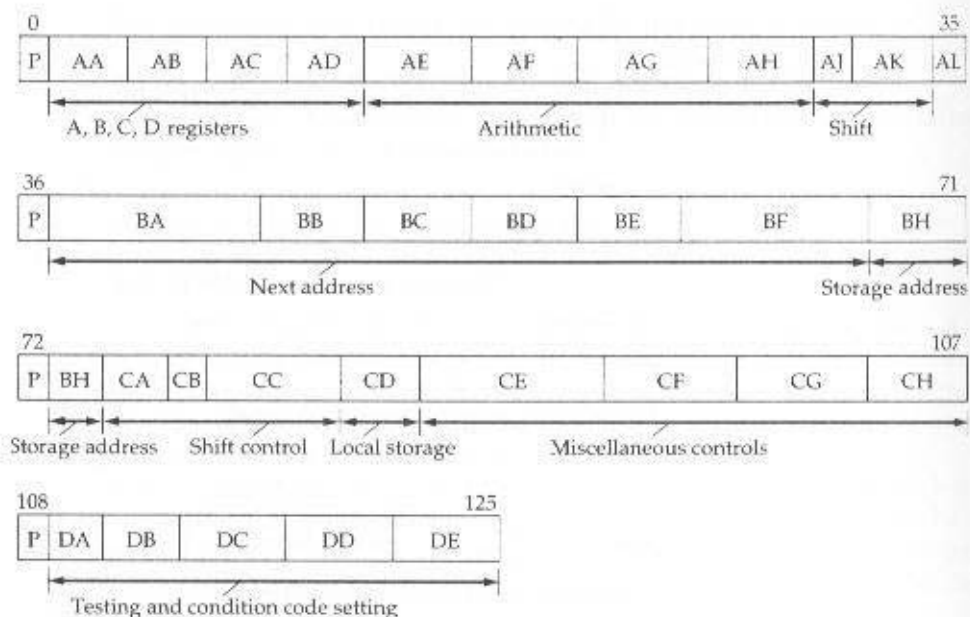 0 35
P AA AB AC AD AE AF AG AH AJ AK AL
A, B, C, D registers Arithmetic Shift
36 71
P BA BB BC BD BE BF BH
Next address Storage address
72 107
P BH CA CB CC CD CE CF CG CH
Storage address Shift control Local storage Miscellaneous controls
108 125
P DA DB DC DD DE
Testing and condition code setting